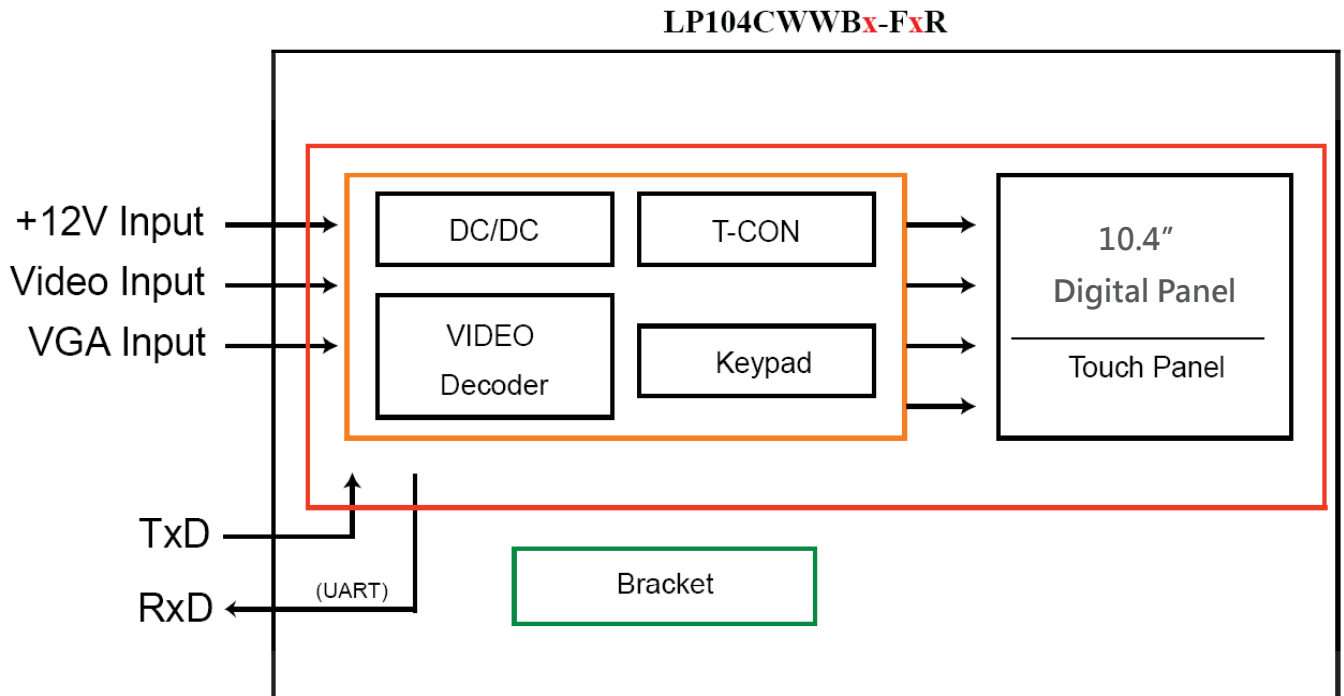 LP104CWWBx-FxR
+12V Input
Video Input
VGA Input
DC/DC
T-CON
VIDEO
Decoder
Keypad
10.4”
Digital Panel
Touch Panel
TxD
RxD
(UART)
Bracket